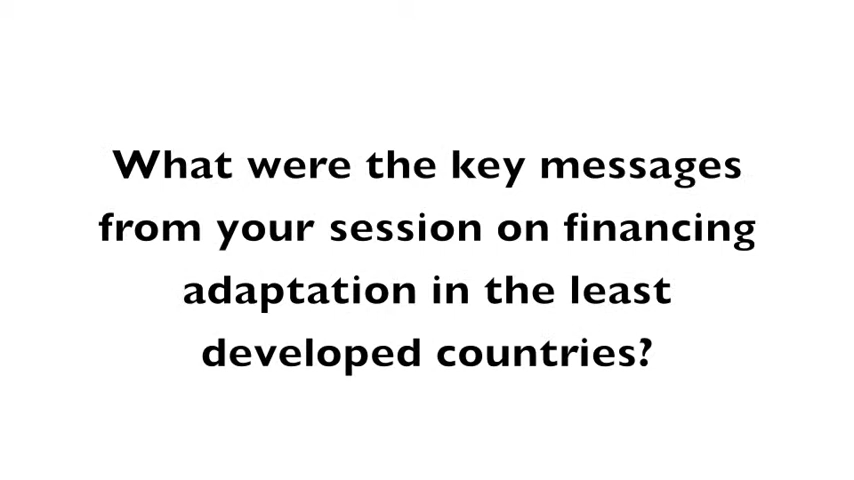 What were the key messages
from your session on financing
adaptation in the least
developed countries?